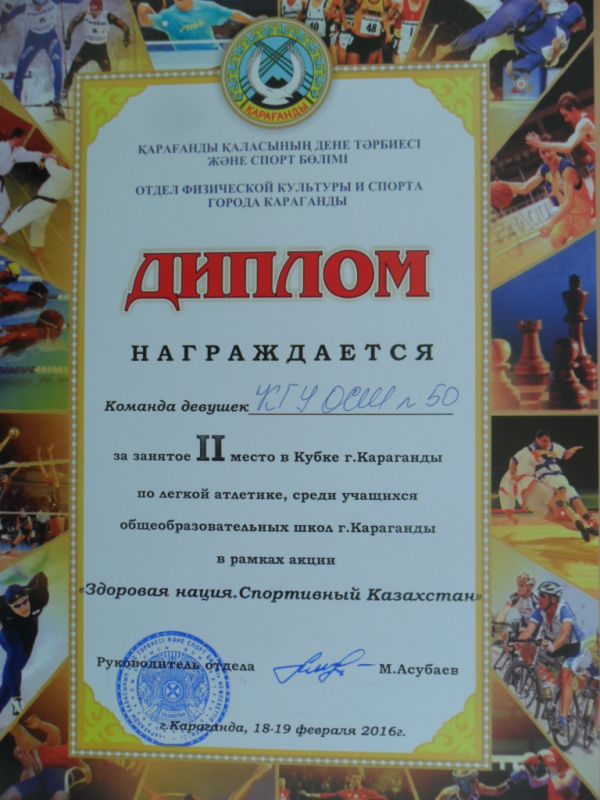 ҚАРАҒАНДЫ
ҚАРАҒАНДЫ ҚАЛАСЫНЫҢ ДЕНЕ ТӘРБИЕСІ
ЖӘНЕ СПОРТ БӨЛІМІ
ОТДЕЛ ФИЗИЧЕСКОЙ КУЛЬТУРЫ И СПОРТА
ГОРОДА КАРАГАНДЫ
ДИПЛОМ
НАГРАЖДАЕТСЯ
Команда девушек КГУ ОСШ №50
за занятое II место в Кубке г.Караганды
по легкой атлетике, среди учащихся
общеобразовательных школ г.Караганды
в рамках акции
«Здоровая нация.Спортивный Казахстан»
Руководитель отдела М.Асубаев
г.Караганда, 18-19 февраля 2016г.